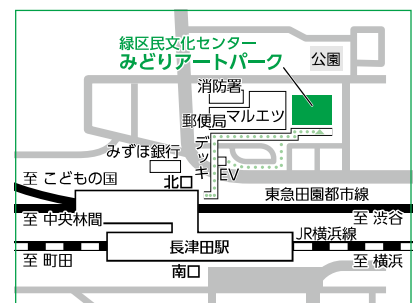 緑区民文化センター
みどりアートパーク
公園
消防署
マルエツ
郵便局
デッキ
みずほ銀行
EV
北口
至 こどもの国
東急田園都市線
至 中央林間
至 渋谷
JR横浜線
長津田駅
至 町田
至 横浜
南口